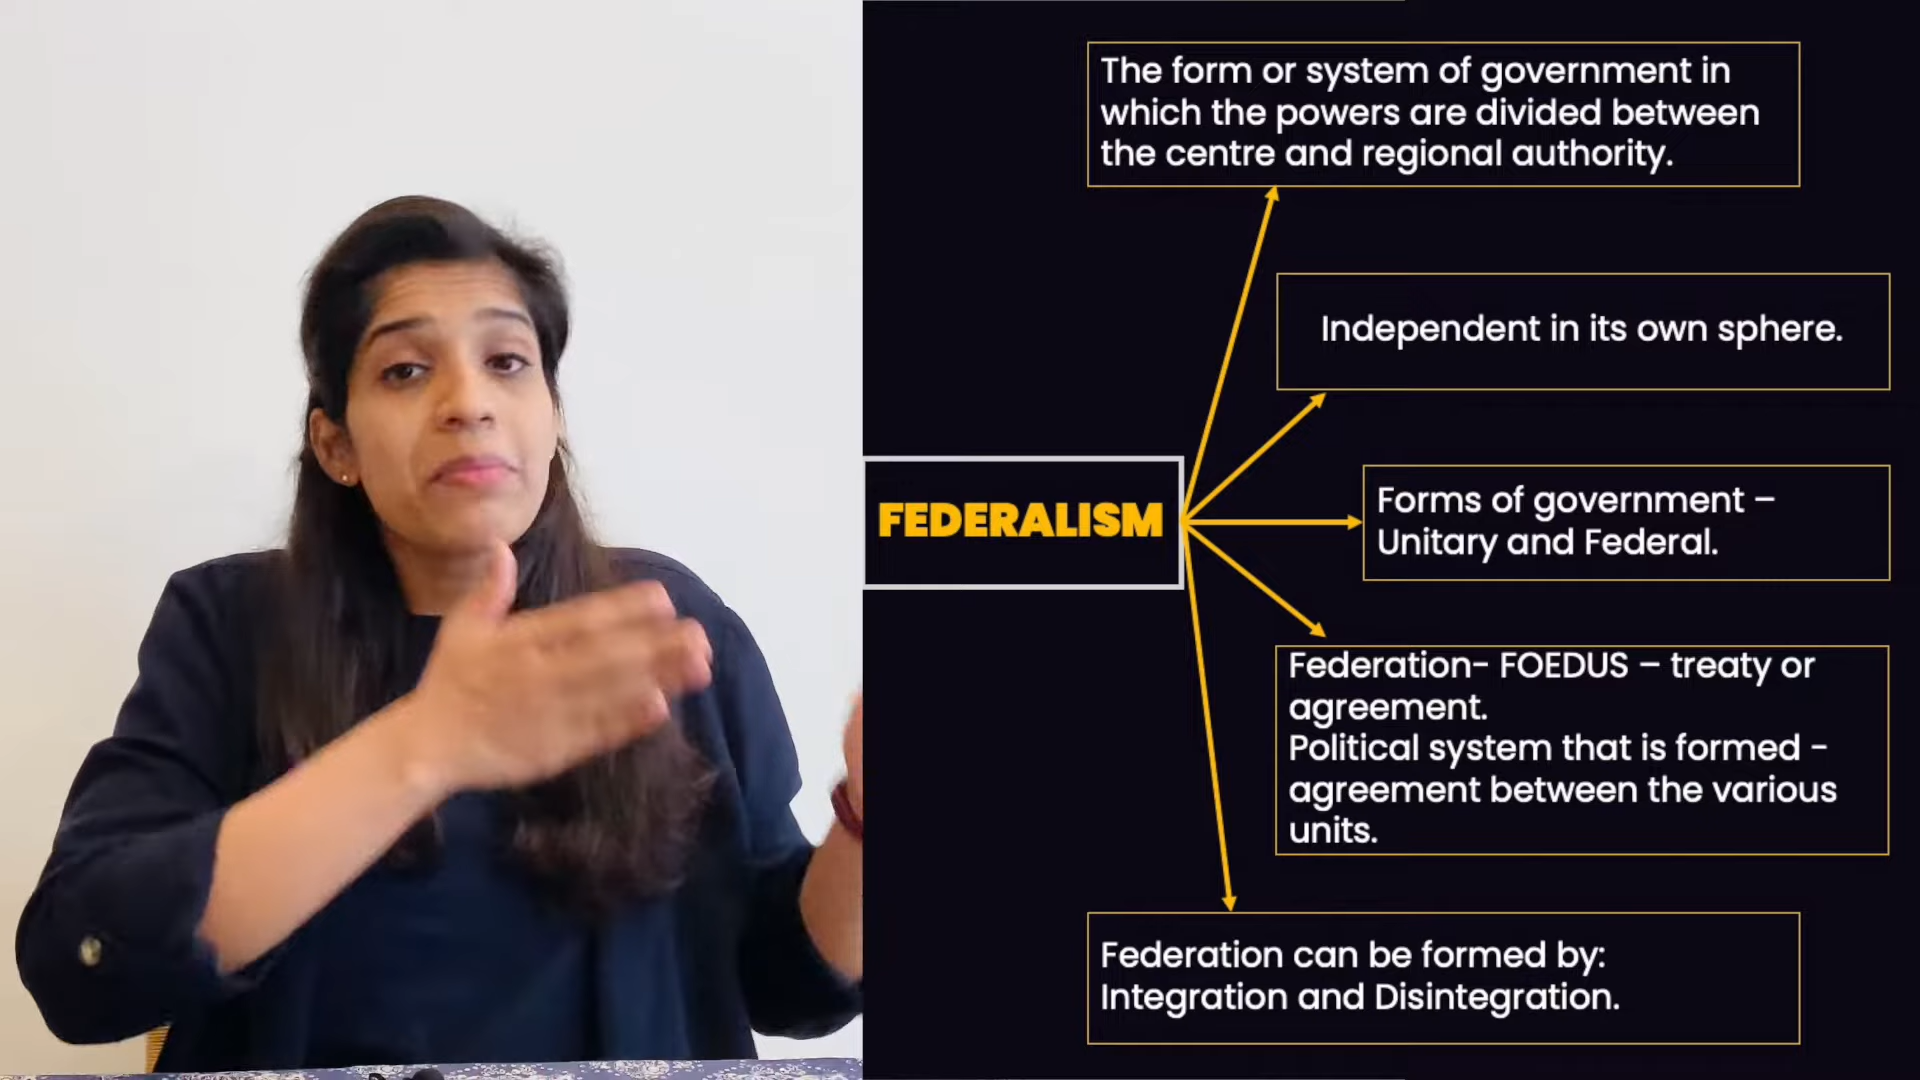 The form or system of government in
which the powers are divided between
the centre and regional authority.
Independent in its own sphere.
FEDERALISM
Forms of government –
Unitary and Federal.
Federation- FOEDUS – treaty or
agreement.
Political system that is formed -
agreement between the various
units.
Federation can be formed by:
Integration and Disintegration.